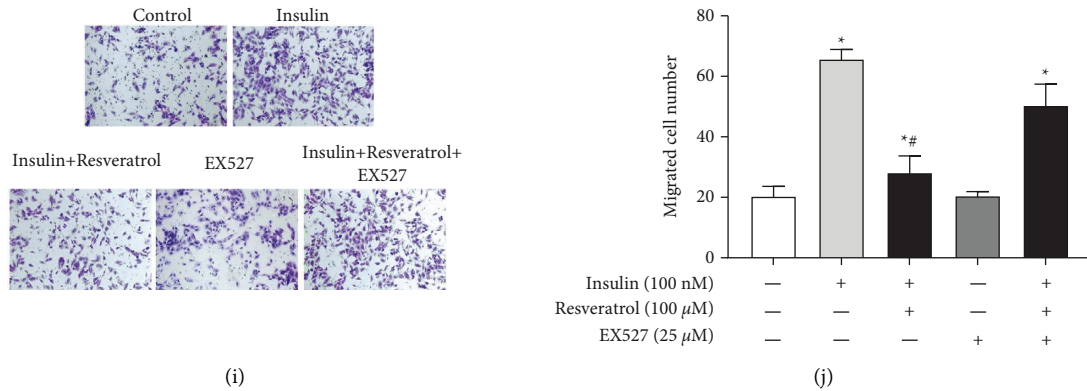 Control
Insulin
Insulin+Resveratrol
EX527
Insulin+Resveratrol+
EX527
(i)
Migrated cell number
80
60
40
20
0
*
*#
*
Insulin (100 nM) — + + — +
Resveratrol (100 μM) — — + — +
EX527 (25 μM) — — — + +
(j)